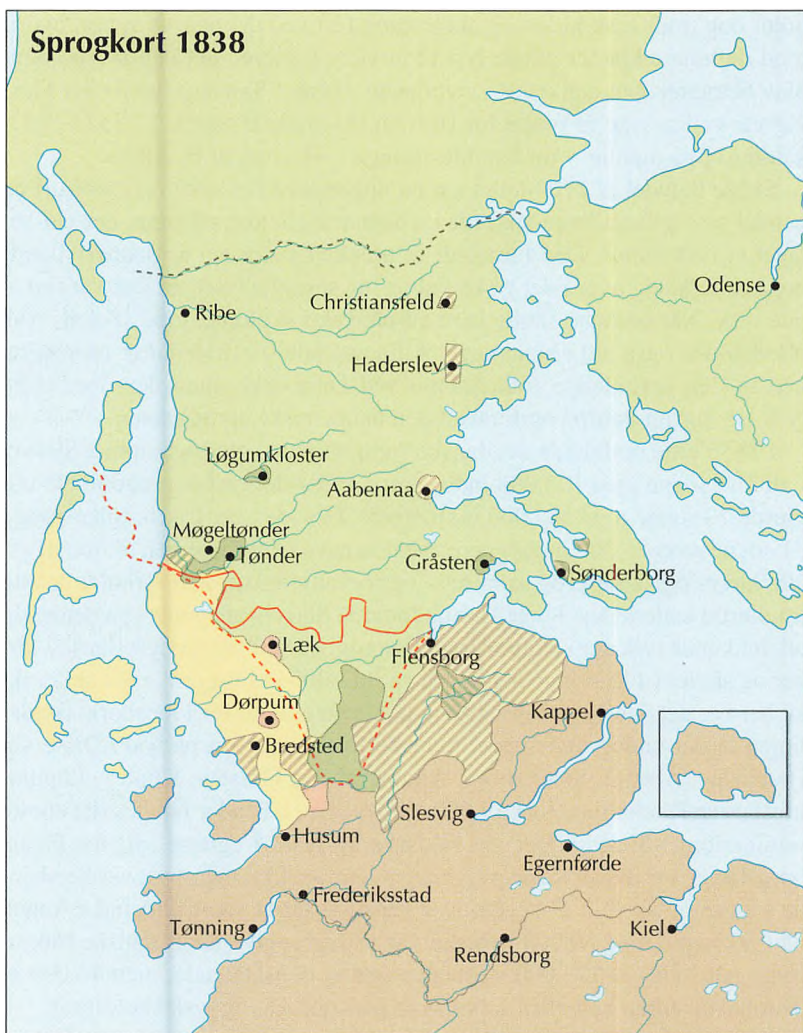 Sprogkort 1838
Odense
Christiansfeld
Ribe
Haderslev
Løgumkloster
Aabenraa
Møgeltønder
Tønder
Gråsten
Sønderborg
Læk
Flensborg
Dørpum
Kappel
Bredsted
Slesvig
Husum
Egernførde
Frederiksstad
Tønning
Rendsborg
Kiel